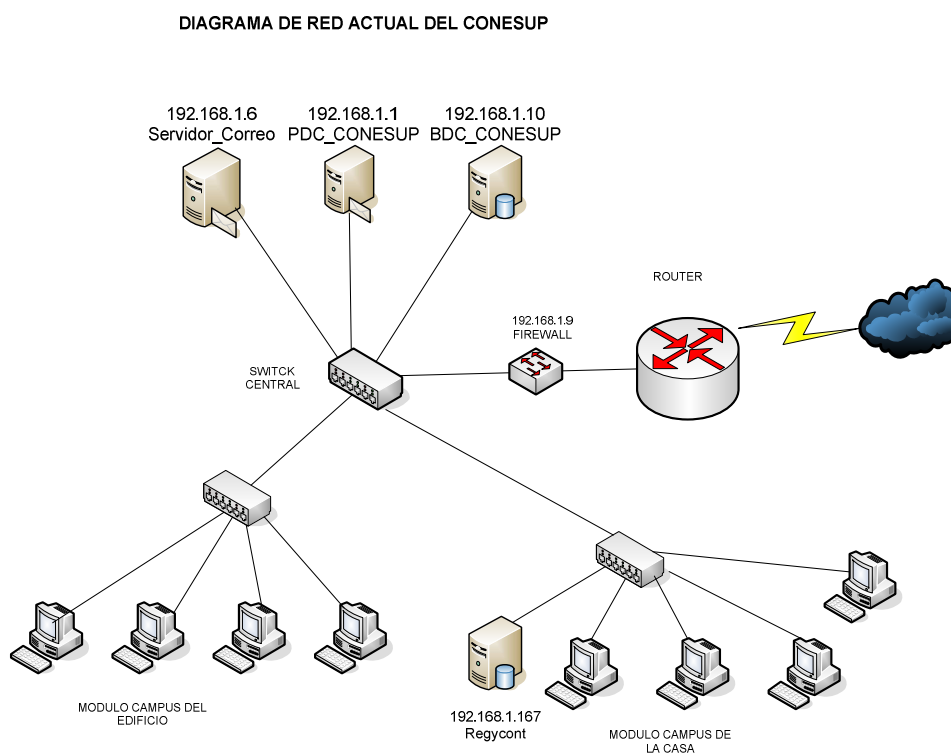 DIAGRAMA DE RED ACTUAL DEL CONESUP
192.168.1.6
Servidor_Correo
192.168.1.1
PDC_CONESUP
192.168.1.10
BDC_CONESUP
ROUTER
192.168.1.9
FIREWALL
SWITCK
CENTRAL
MODULO CAMPUS DEL
EDIFICIO
192.168.1.167
Regycont
MODULO CAMPUS DE
LA CASA